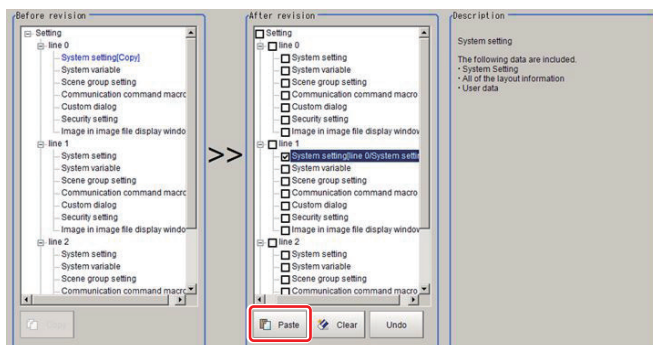 Before revision
Setting
line 0
System setting[Copy]
System variable
Scene group setting
Communication command macro
Custom dialog
Security setting
Image in image file display window
line 1
System setting
System variable
Scene group setting
Communication command macro
Custom dialog
Security setting
Image in image file display windo
line 2
System setting
System variable
Scene group setting
Communication command macro
>>
After revision
Setting
line 0
System setting
System variable
Scene group setting
Communication command macro
Custom dialog
Security setting
Image in image file display window
line 1
System setting[line 0/System settin
System variable
Scene group setting
Communication command macro
Custom dialog
Security setting
Image in image file display window
line 2
System setting
System variable
Scene group setting
Communication command macro
Paste
Clear
Undo
Description
System setting
The following data are included.
・System Setting
・All of the layout information
・User data